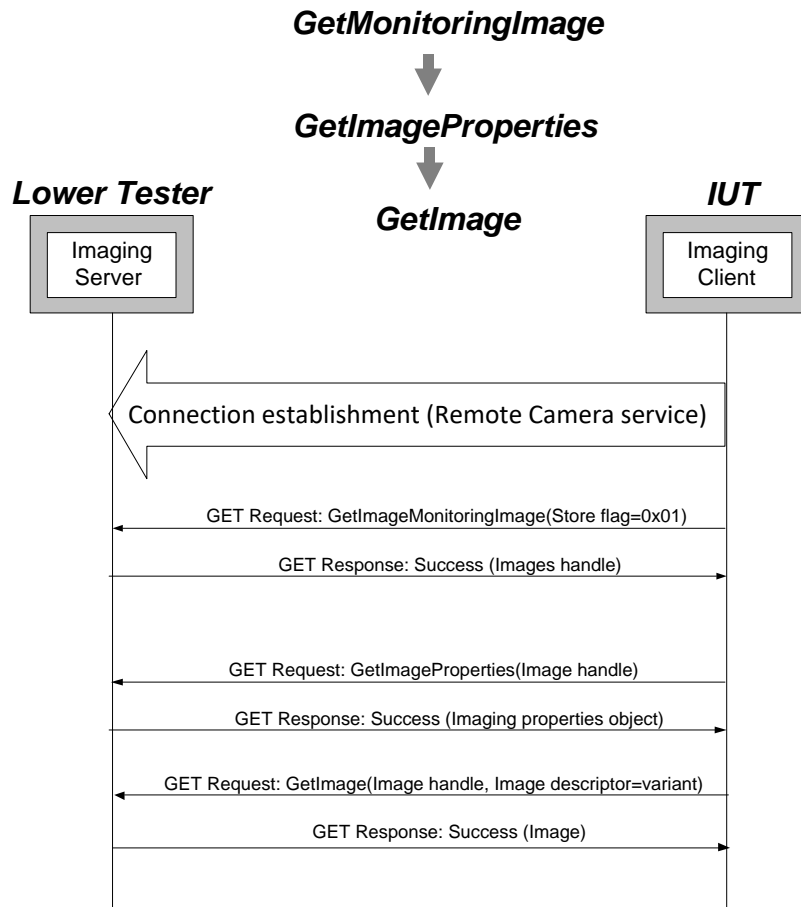 GetMonitoringImage
GetImageProperties
GetImage
Lower Tester
IUT
Imaging
Server
Imaging
Client
Connection establishment (Remote Camera service)
GET Request: GetImageMonitoringImage(Store flag=0x01)
GET Response: Success (Images handle)
GET Request: GetImageProperties(Image handle)
GET Response: Success (Imaging properties object)
GET Request: GetImage(Image handle, Image descriptor=variant)
GET Response: Success (Image)